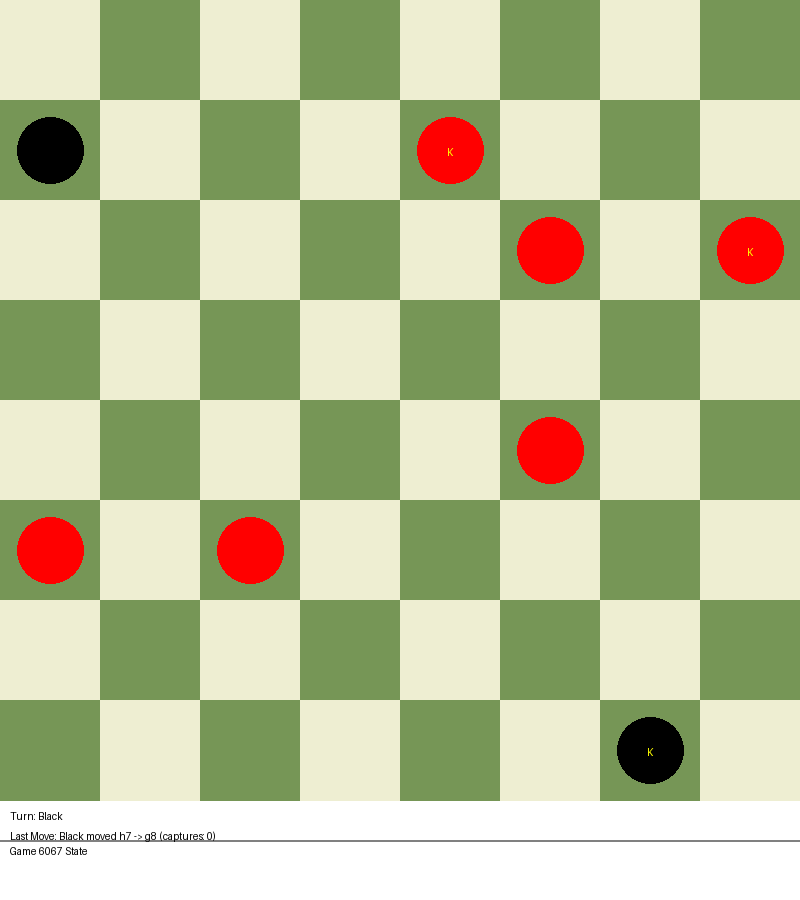 K
K
K
Turn: Black
Last Move: Black moved h7 -> g8 (captures: 0)
Game 6067 State